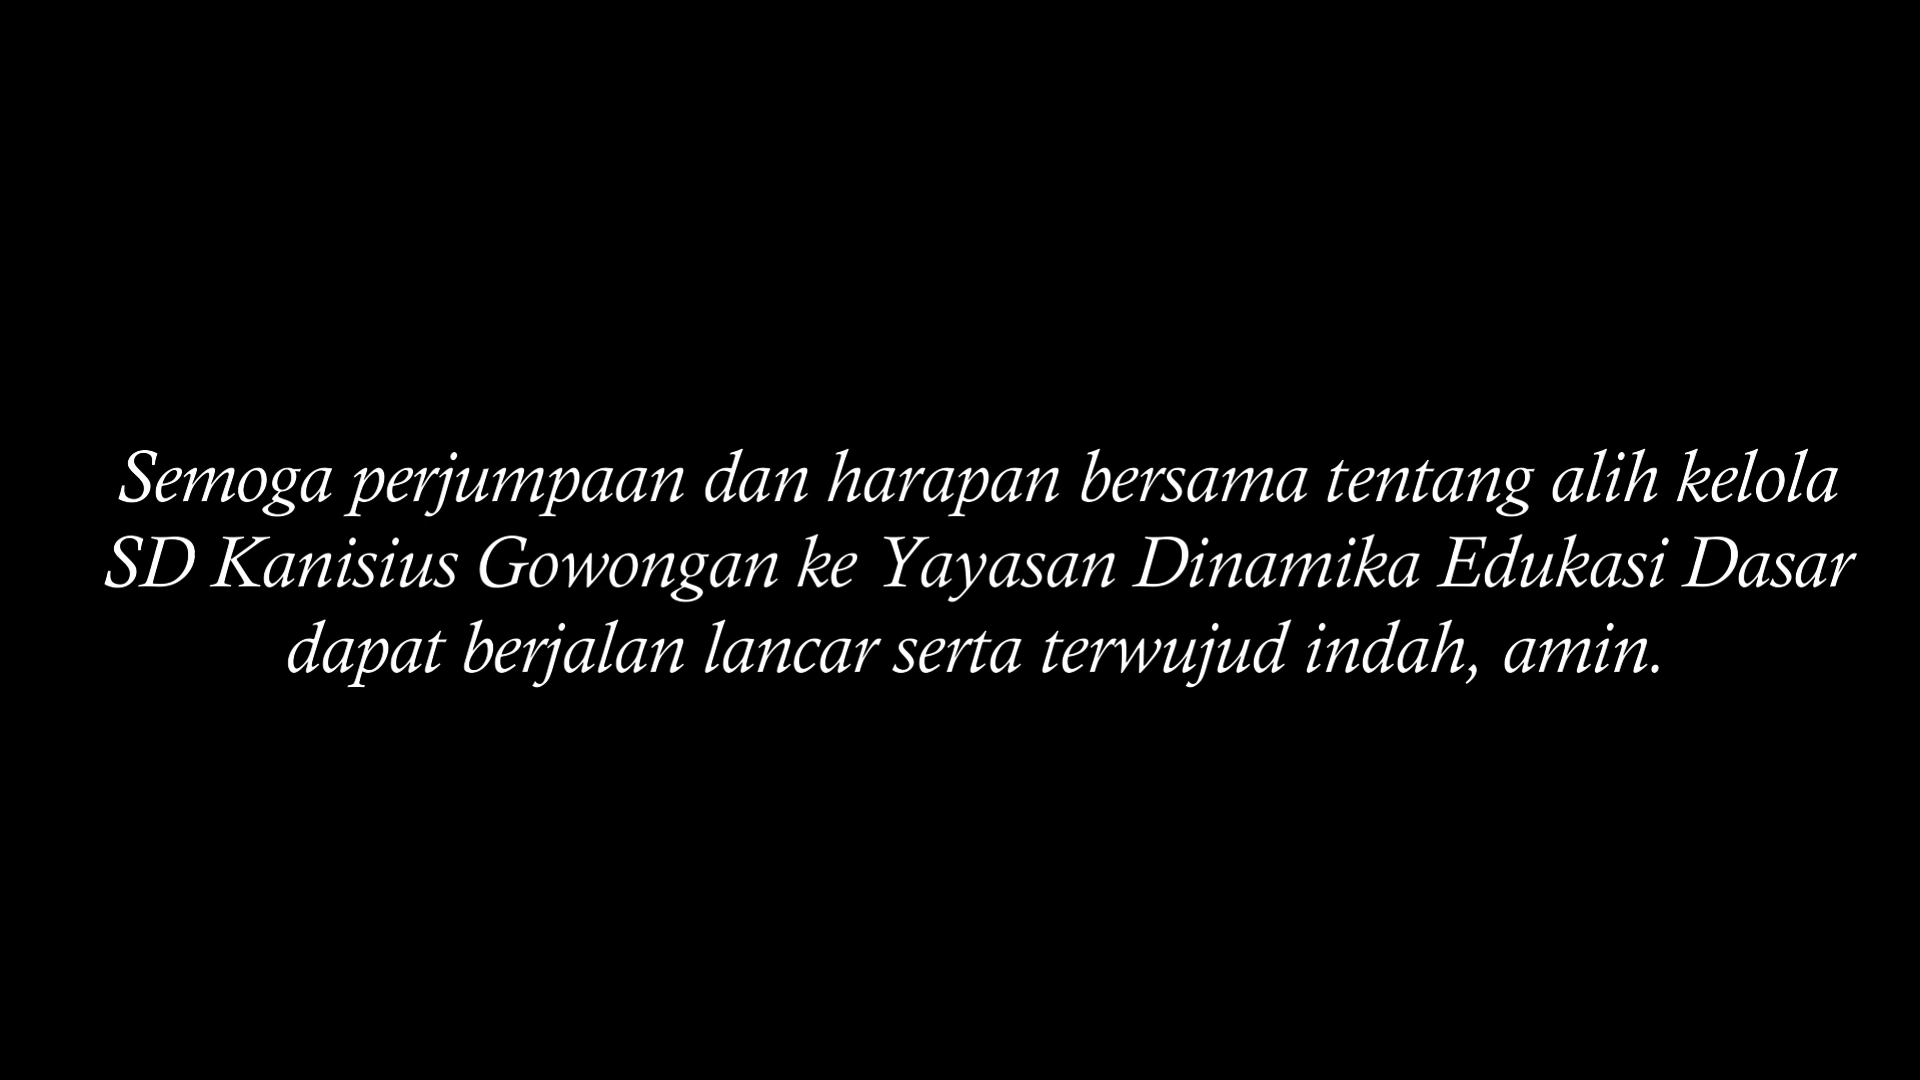 Semoga perjumpaan dan harapan bersama tentang alih kelola
SD Kanisius Gowongan ke Yayasan Dinamika Edukasi Dasar
dapat berjalan lancar serta terwujud indah, amin.